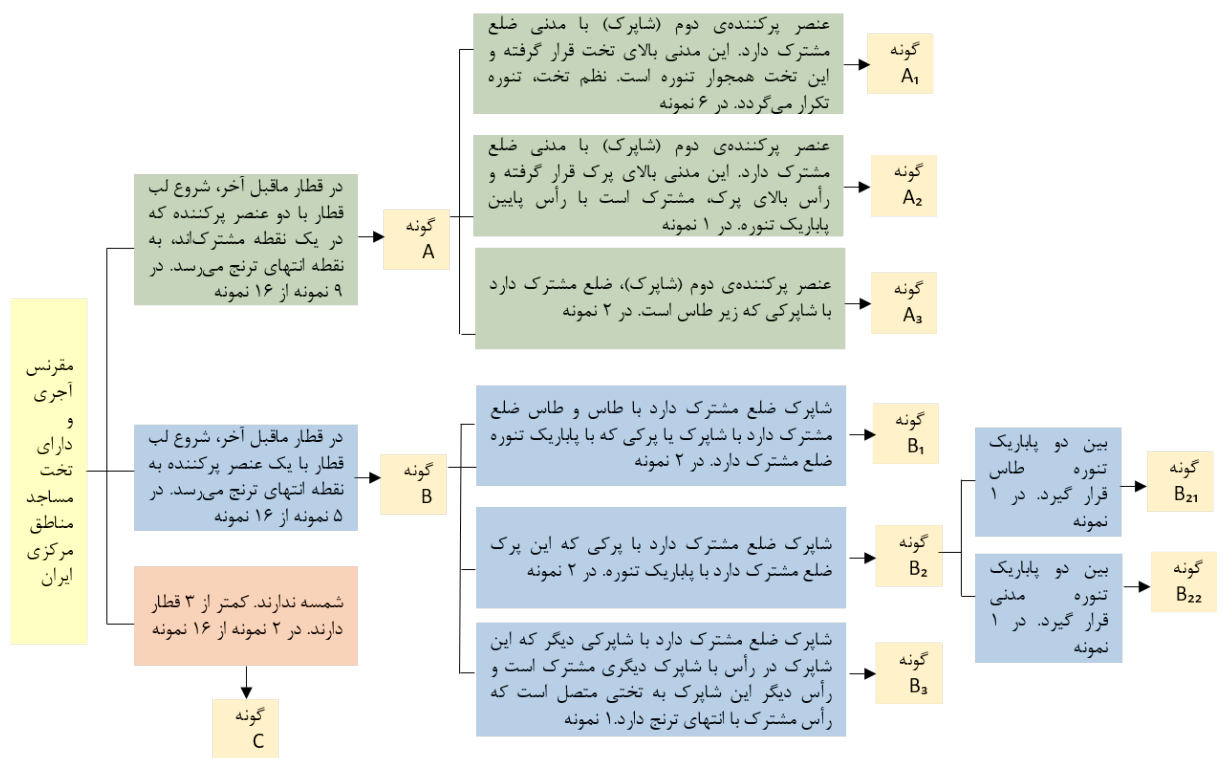 مقرنس
آجری
و
دارای
تخت
مساجد
مناطق
مرکزی
ایران
در قطار ماقبل آخر، شروع لب
قطار با دو عنصر پرکننده که
در یک نقطه مشترک‌اند، به
نقطه انتهای ترنج می‌رسد. در
۹ نمونه از ۱۶ نمونه
گونه
A
عنصر پرکننده‌ی دوم (شاپرک) با مدنی ضلع
مشترک دارد. این مدنی بالای تخت قرار گرفته و
این تخت همجوار تنوره است. نظم تخت، تنوره
تکرار می‌گردد. در ۶ نمونه
گونه
A₁
عنصر پرکننده‌ی دوم (شاپرک) با مدنی ضلع
مشترک دارد. این مدنی بالای پرک قرار گرفته و
رأس بالای پرک، مشترک است با رأس پایین
پاباریک تنوره. در ۱ نمونه
گونه
A₂
عنصر پرکننده‌ی دوم (شاپرک)، ضلع مشترک دارد
با شاپرکی که زیر طاس است. در ۲ نمونه
گونه
A₃
در قطار ماقبل آخر، شروع لب
قطار با یک عنصر پرکننده به
نقطه انتهای ترنج می‌رسد. در
۵ نمونه از ۱۶ نمونه
گونه
B
شاپرک ضلع مشترک دارد با طاس و طاس ضلع
مشترک دارد با شاپرک یا پرکی که با پاباریک تنوره
ضلع مشترک دارد. در ۲ نمونه
گونه
B₁
شاپرک ضلع مشترک دارد با پرکی که این پرک
ضلع مشترک دارد با پاباریک تنوره. در ۲ نمونه
گونه
B₂
بین دو پاباریک
تنوره طاس
قرار گیرد. در ۱
نمونه
گونه
B₂₁
بین دو پاباریک
تنوره مدنی
قرار گیرد. در ۱
نمونه
گونه
B₂₂
شاپرک ضلع مشترک دارد با شاپرکی دیگر که این
شاپرک در رأس با شاپرک دیگری مشترک است و
رأس دیگر این شاپرک به تختی متصل است که
رأس مشترک با انتهای ترنج دارد.۱ نمونه
گونه
B₃
شمسه ندارند. کمتر از ۳ قطار
دارند. در ۲ نمونه از ۱۶ نمونه
گونه
C